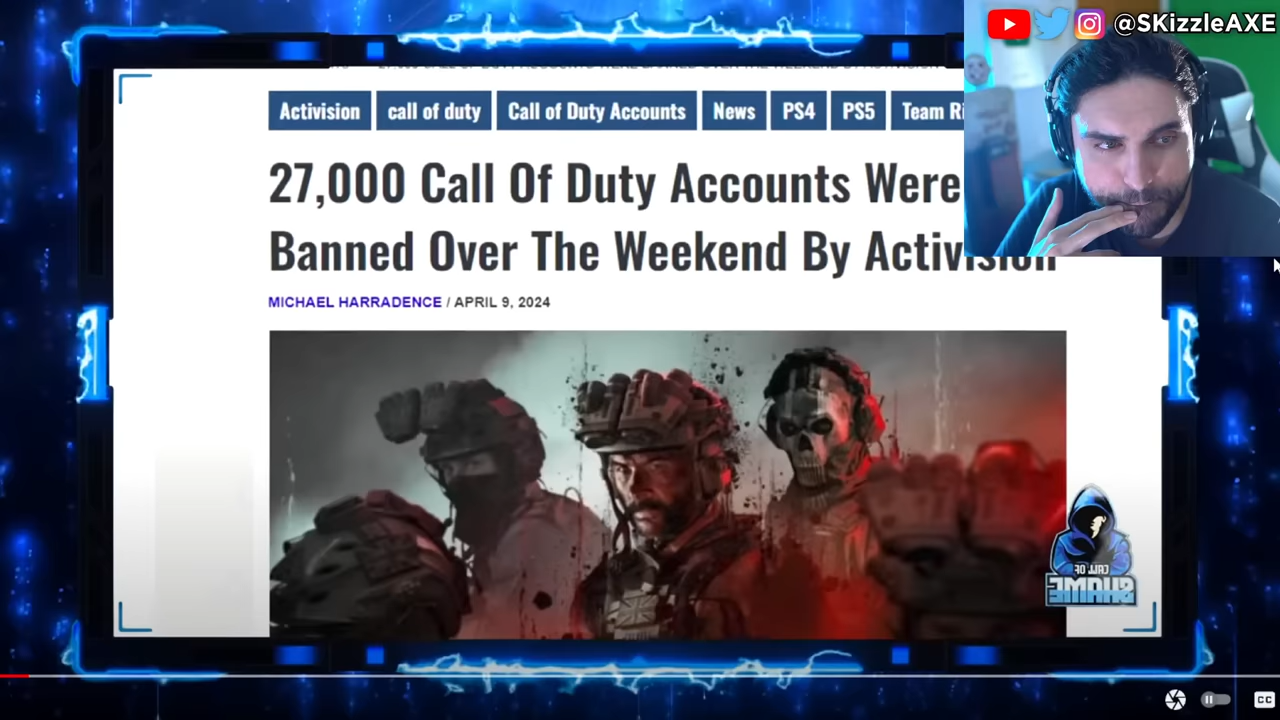 @SKizzleAXE
Activision call of duty Call of Duty Accounts News PS4 PS5 Team
27,000 Call Of Duty Accounts Were
Banned Over The Weekend By Activision
MICHAEL HARRADENCE / APRIL 9, 2024
CALL OF
SHAME
CC